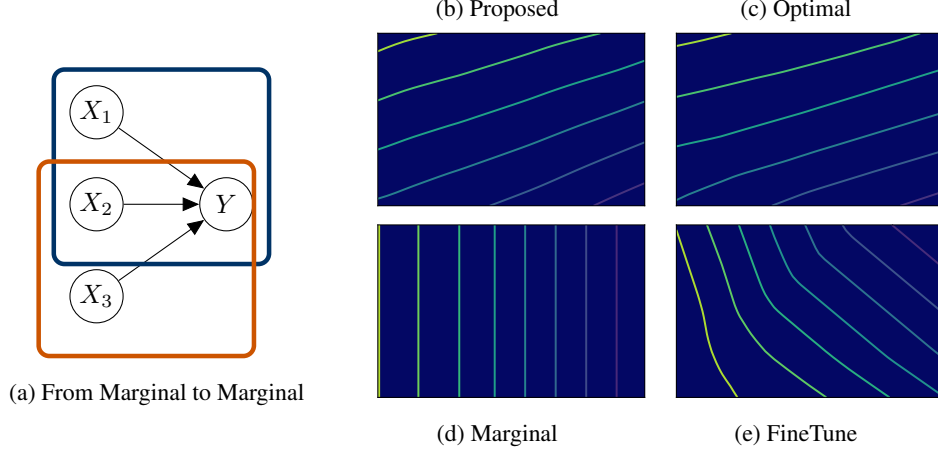 (b) Proposed
(c) Optimal
X1
X2
Y
X3
(a) From Marginal to Marginal
(d) Marginal
(e) FineTune